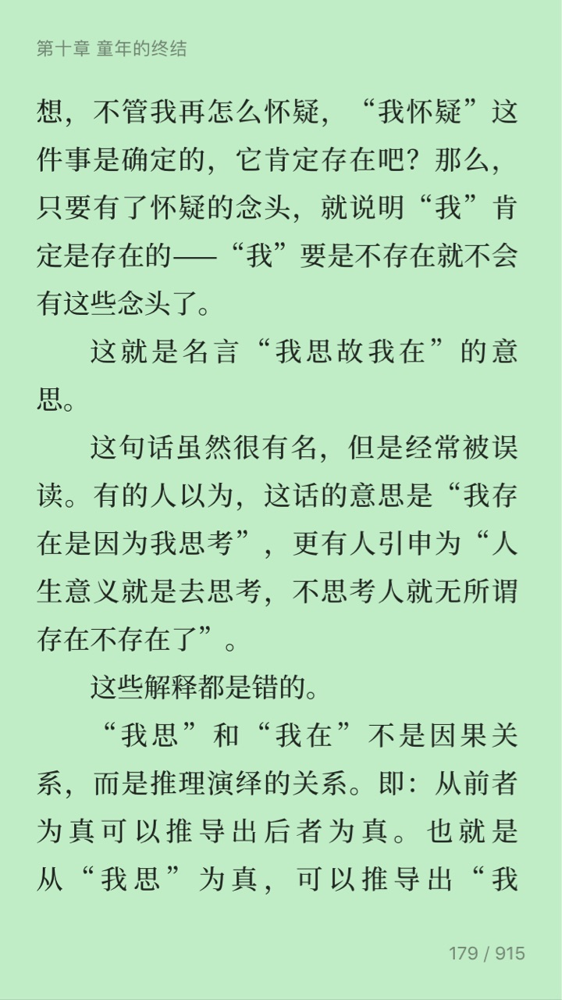 第十章 童年的终结
想，不管我再怎么怀疑，“我怀疑”这
件事是确定的，它肯定存在吧？那么，
只要有了怀疑的念头，就说明“我”肯
定是存在的——“我”要是不存在就不会
有这些念头了。
这就是名言“我思故我在”的意
思。
这句话虽然很有名，但是经常被误
读。有的人以为，这话的意思是“我存
在是因为我思考”，更有人引申为“人
生意义就是去思考，不思考人就无所谓
存在不存在了”。
这些解释都是错的。
“我思”和“我在”不是因果关
系，而是推理演绎的关系。即：从前者
为真可以推导出后者为真。也就是
从“我思”为真，可以推导出“我
179 / 915